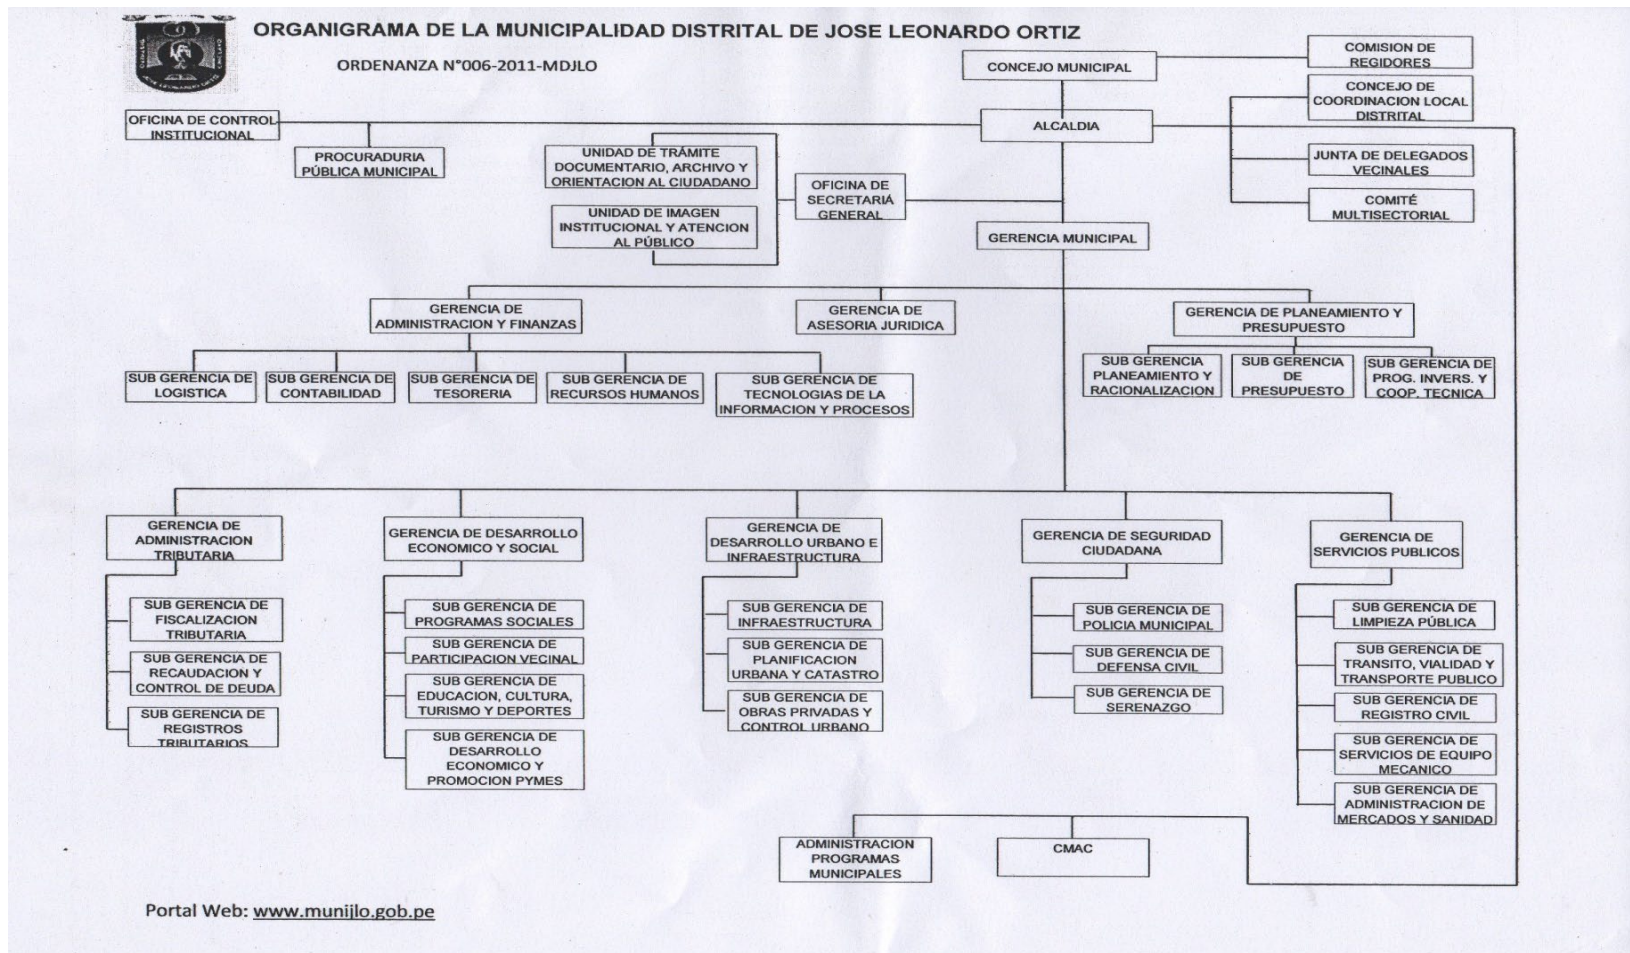 ORGANIGRAMA DE LA MUNICIPALIDAD DISTRITAL DE JOSE LEONARDO ORTIZ
ORDENANZA N°006-2011-MDJLO
CONCEJO MUNICIPAL
COMISION DE
REGIDORES
CONCEJO DE
COORDINACION LOCAL
DISTRITAL
OFICINA DE CONTROL
INSTITUCIONAL
ALCALDIA
PROCURADURIA
PÚBLICA MUNICIPAL
UNIDAD DE TRÁMITE
DOCUMENTARIO, ARCHIVO Y
ORIENTACION AL CIUDADANO
JUNTA DE DELEGADOS
VECINALES
OFICINA DE
SECRETARIÁ
GENERAL
COMITÉ
MULTISECTORIAL
UNIDAD DE IMAGEN
INSTITUCIONAL Y ATENCION
AL PÚBLICO
GERENCIA MUNICIPAL
GERENCIA DE
ADMINISTRACION Y FINANZAS
GERENCIA DE
ASESORIA JURIDICA
GERENCIA DE PLANEAMIENTO Y
PRESUPUESTO
SUB GERENCIA DE
LOGISTICA
SUB GERENCIA DE
CONTABILIDAD
SUB GERENCIA DE
TESORERIA
SUB GERENCIA DE
RECURSOS HUMANOS
SUB GERENCIA DE
TECNOLOGIAS DE LA
INFORMACION Y PROCESOS
SUB GERENCIA
PLANEAMIENTO Y
RACIONALIZACION
SUB GERENCIA
DE
PRESUPUESTO
SUB GERENCIA DE
PROG. INVERS. Y
COOP. TECNICA
GERENCIA DE
ADMINISTRACION
TRIBUTARIA
SUB GERENCIA DE
FISCALIZACION
TRIBUTARIA
SUB GERENCIA DE
RECAUDACION Y
CONTROL DE DEUDA
SUB GERENCIA DE
REGISTROS
TRIBUTARIOS
GERENCIA DE DESARROLLO
ECONOMICO Y SOCIAL
SUB GERENCIA DE
PROGRAMAS SOCIALES
SUB GERENCIA DE
PARTICIPACION VECINAL
SUB GERENCIA DE
EDUCACION, CULTURA,
TURISMO Y DEPORTES
SUB GERENCIA DE
DESARROLLO
ECONOMICO Y
PROMOCION PYMES
GERENCIA DE
DESARROLLO URBANO E
INFRAESTRUCTURA
SUB GERENCIA DE
INFRAESTRUCTURA
SUB GERENCIA DE
PLANIFICACION
URBANA Y CATASTRO
SUB GERENCIA DE
OBRAS PRIVADAS Y
CONTROL URBANO
GERENCIA DE SEGURIDAD
CIUDADANA
SUB GERENCIA DE
POLICIA MUNICIPAL
SUB GERENCIA DE
DEFENSA CIVIL
SUB GERENCIA DE
SERENAZGO
GERENCIA DE
SERVICIOS PUBLICOS
SUB GERENCIA DE
LIMPIEZA PÚBLICA
SUB GERENCIA DE
TRANSITO, VIALIDAD Y
TRANSPORTE PUBLICO
SUB GERENCIA DE
REGISTRO CIVIL
SUB GERENCIA DE
SERVICIOS DE EQUIPO
MECANICO
SUB GERENCIA DE
ADMINISTRACION DE
MERCADOS Y SANIDAD
ADMINISTRACION
PROGRAMAS
MUNICIPALES
CMAC
Portal Web: www.munijlo.gob.pe